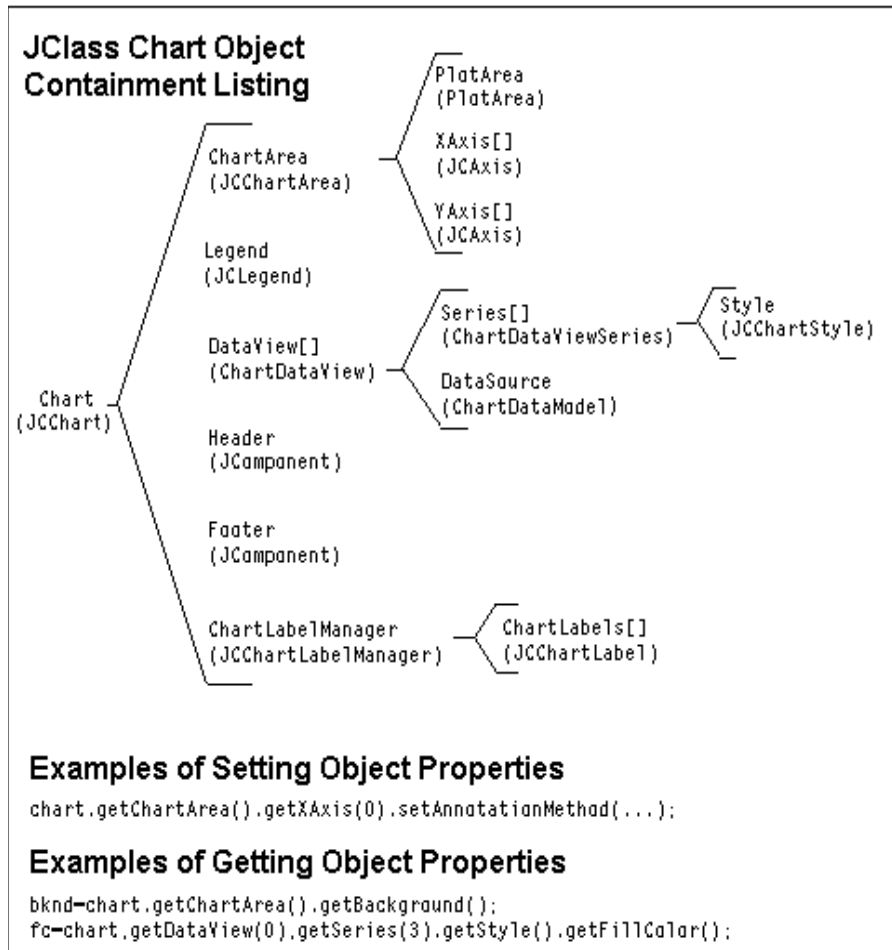 JClass Chart Object
Containment Listing
PlotArea
(PlotArea)
XAxis[]
(JCAxis)
YAxis[]
(JCAxis)
ChartArea
(JCChartArea)
Legend
(JCLegend)
Series[]
(ChartDataViewSeries)
Style
(JCChartStyle)
DataView[]
(ChartDataView)
DataSource
(ChartDataModel)
Chart
(JCChart)
Header
(JComponent)
Footer
(JComponent)
ChartLabelManager
(JCChartLabelManager)
ChartLabels[]
(JCChartLabel)
Examples of Setting Object Properties
chart.getChartArea().getXAxis(0).setAnnotationMethod(...);
Examples of Getting Object Properties
bknd=chart.getChartArea().getBackground();
fc=chart,getDataView(0),getSeries(3).getStyle().getFillColor();